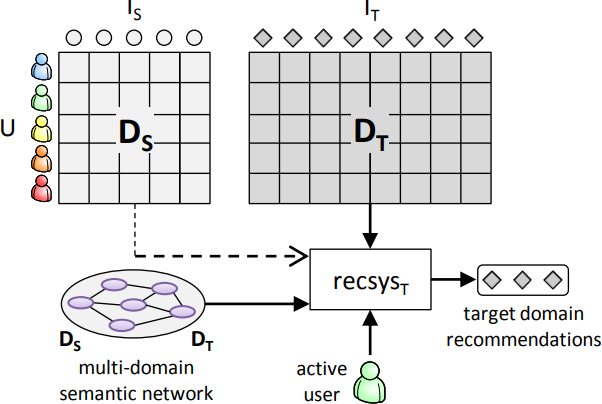 I_S
I_T
U
D_S
D_T
recsys_T
D_S
D_T
multi-domain
semantic network
active
user
target domain
recommendations